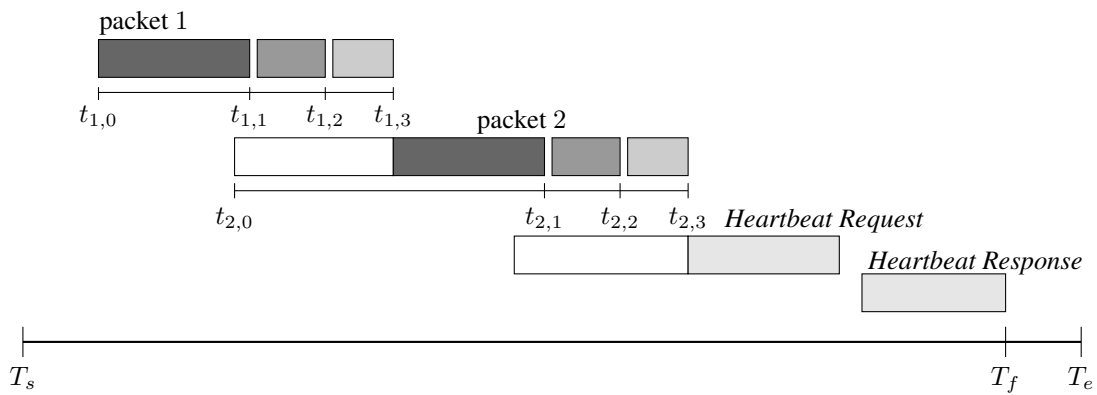 packet 1
t1,0 t1,1 t1,2 t1,3
packet 2
t2,0 t2,1 t2,2 t2,3
Heartbeat Request
Heartbeat Response
Ts Tf Te